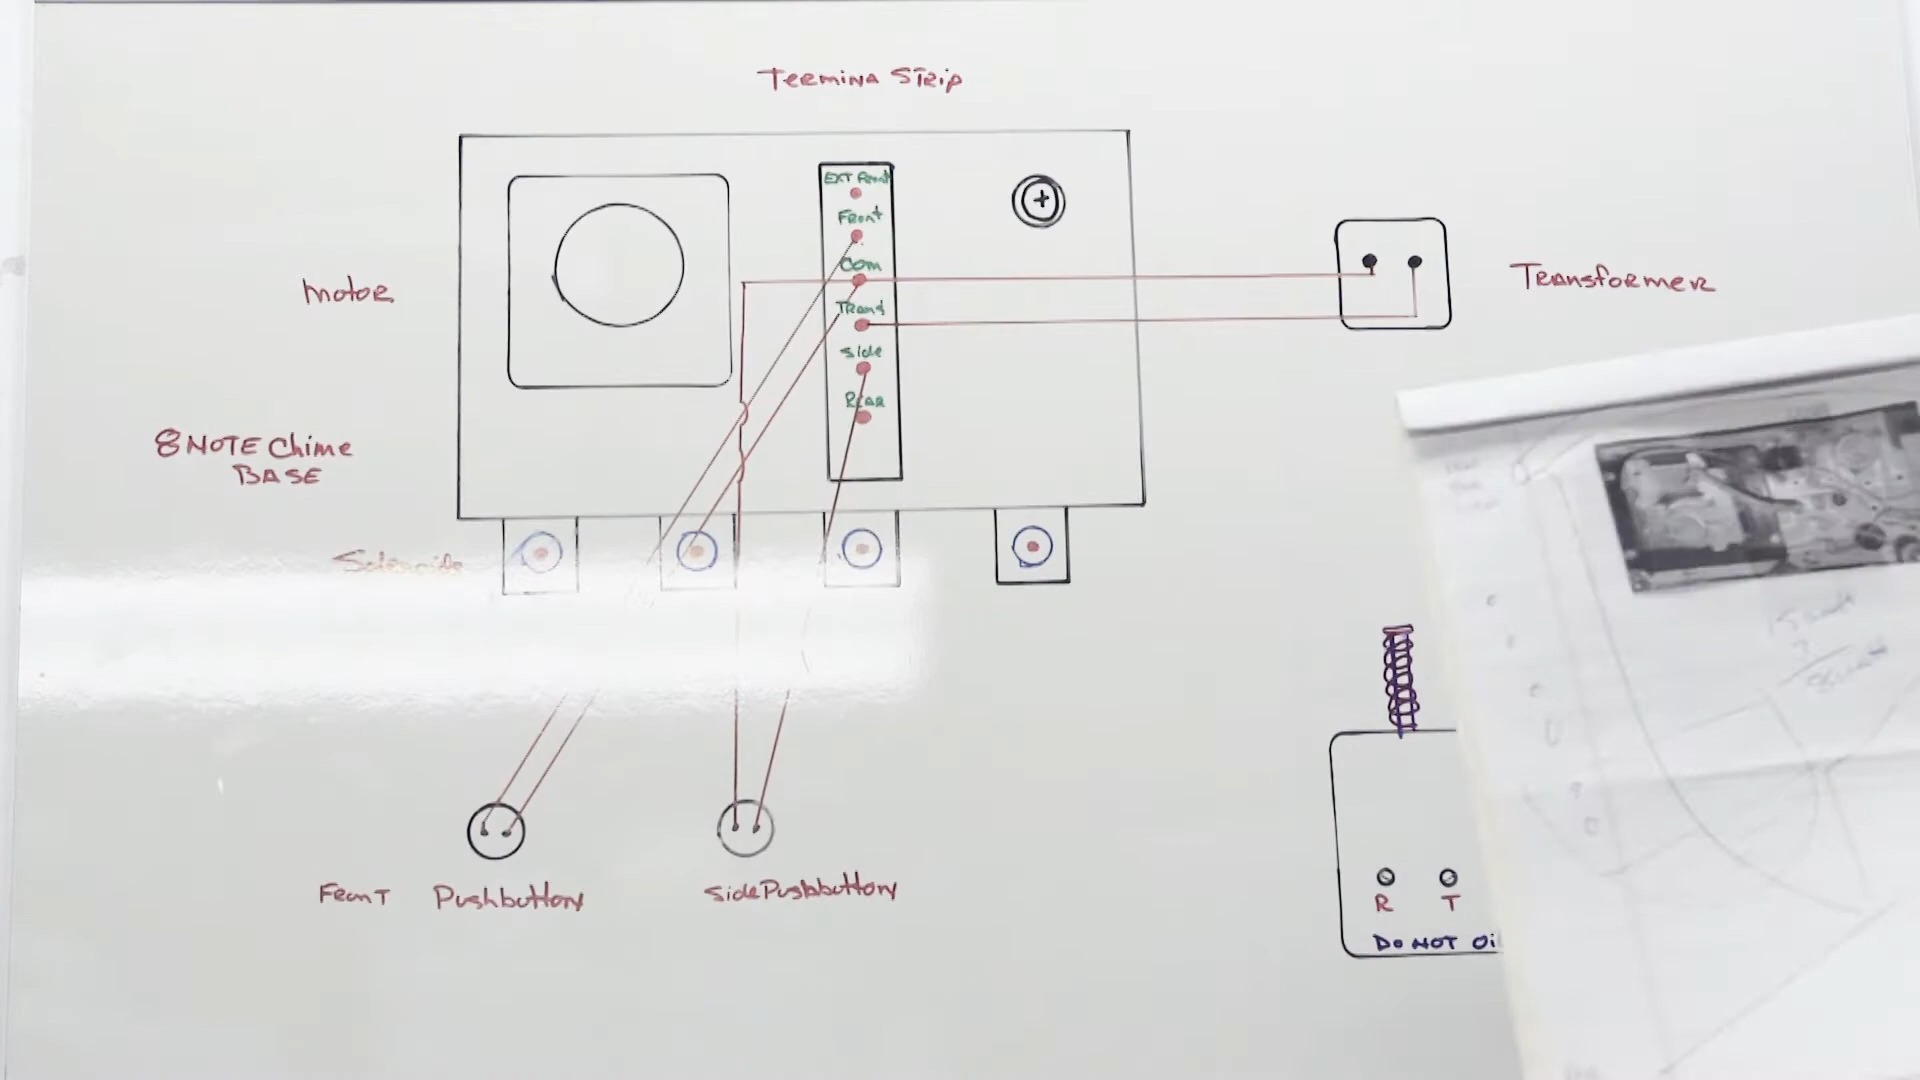 TERMINA STRIP
EXT Front
Front
Com
Trans
Side
REAR
Motor
TRANSFORMER
8 NOTE Chime
BASE
Solenoids
Front Pushbutton
Side Pushbutton
R T
DO NOT Oi